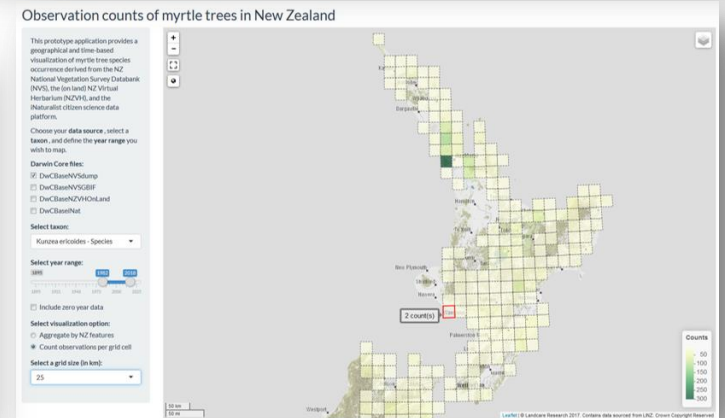 Observation counts of myrtle trees in New Zealand
This prototype application provides a
geographical and time-based
visualization of myrtle tree species
occurrence derived from the NZ
National Vegetation Survey Databank
(NVS), the (on land) NZ Virtual
Herbarium (NZVH), and the
iNaturalist citizen science data
platform.
Choose your data source, select a
taxon, and define the year range you
wish to map.
Darwin Core files:
DwCBaseNVSdump
DwCBaseNVSGBIF
DwCBaseNZVHOnLand
DwCBaseiNat
Select taxon:
Kunzea ericoides - Species
Select year range:
Include zero year data
Select visualization option:
Aggregate by NZ features
Count observations per grid cell
Select a grid size (in km):
25
+
-
2 count(s)
New Plymouth
Westport
Counts
50
100
150
200
250
300
Leaflet | © Landcare Research 2017. Contains data sourced from LINZ. Crown Copyright Reserved